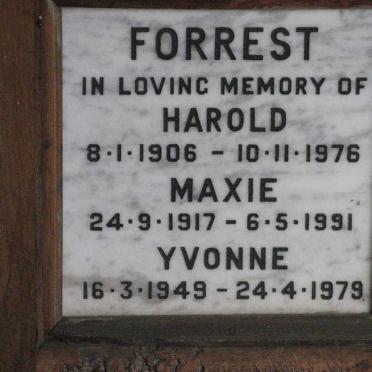 FORREST
IN LOVING MEMORY OF
HAROLD
8·1·1906 – 10·11·1976
MAXIE
24·9·1917 – 6·5·1991
YVONNE
16·3·1949 – 24·4·1979